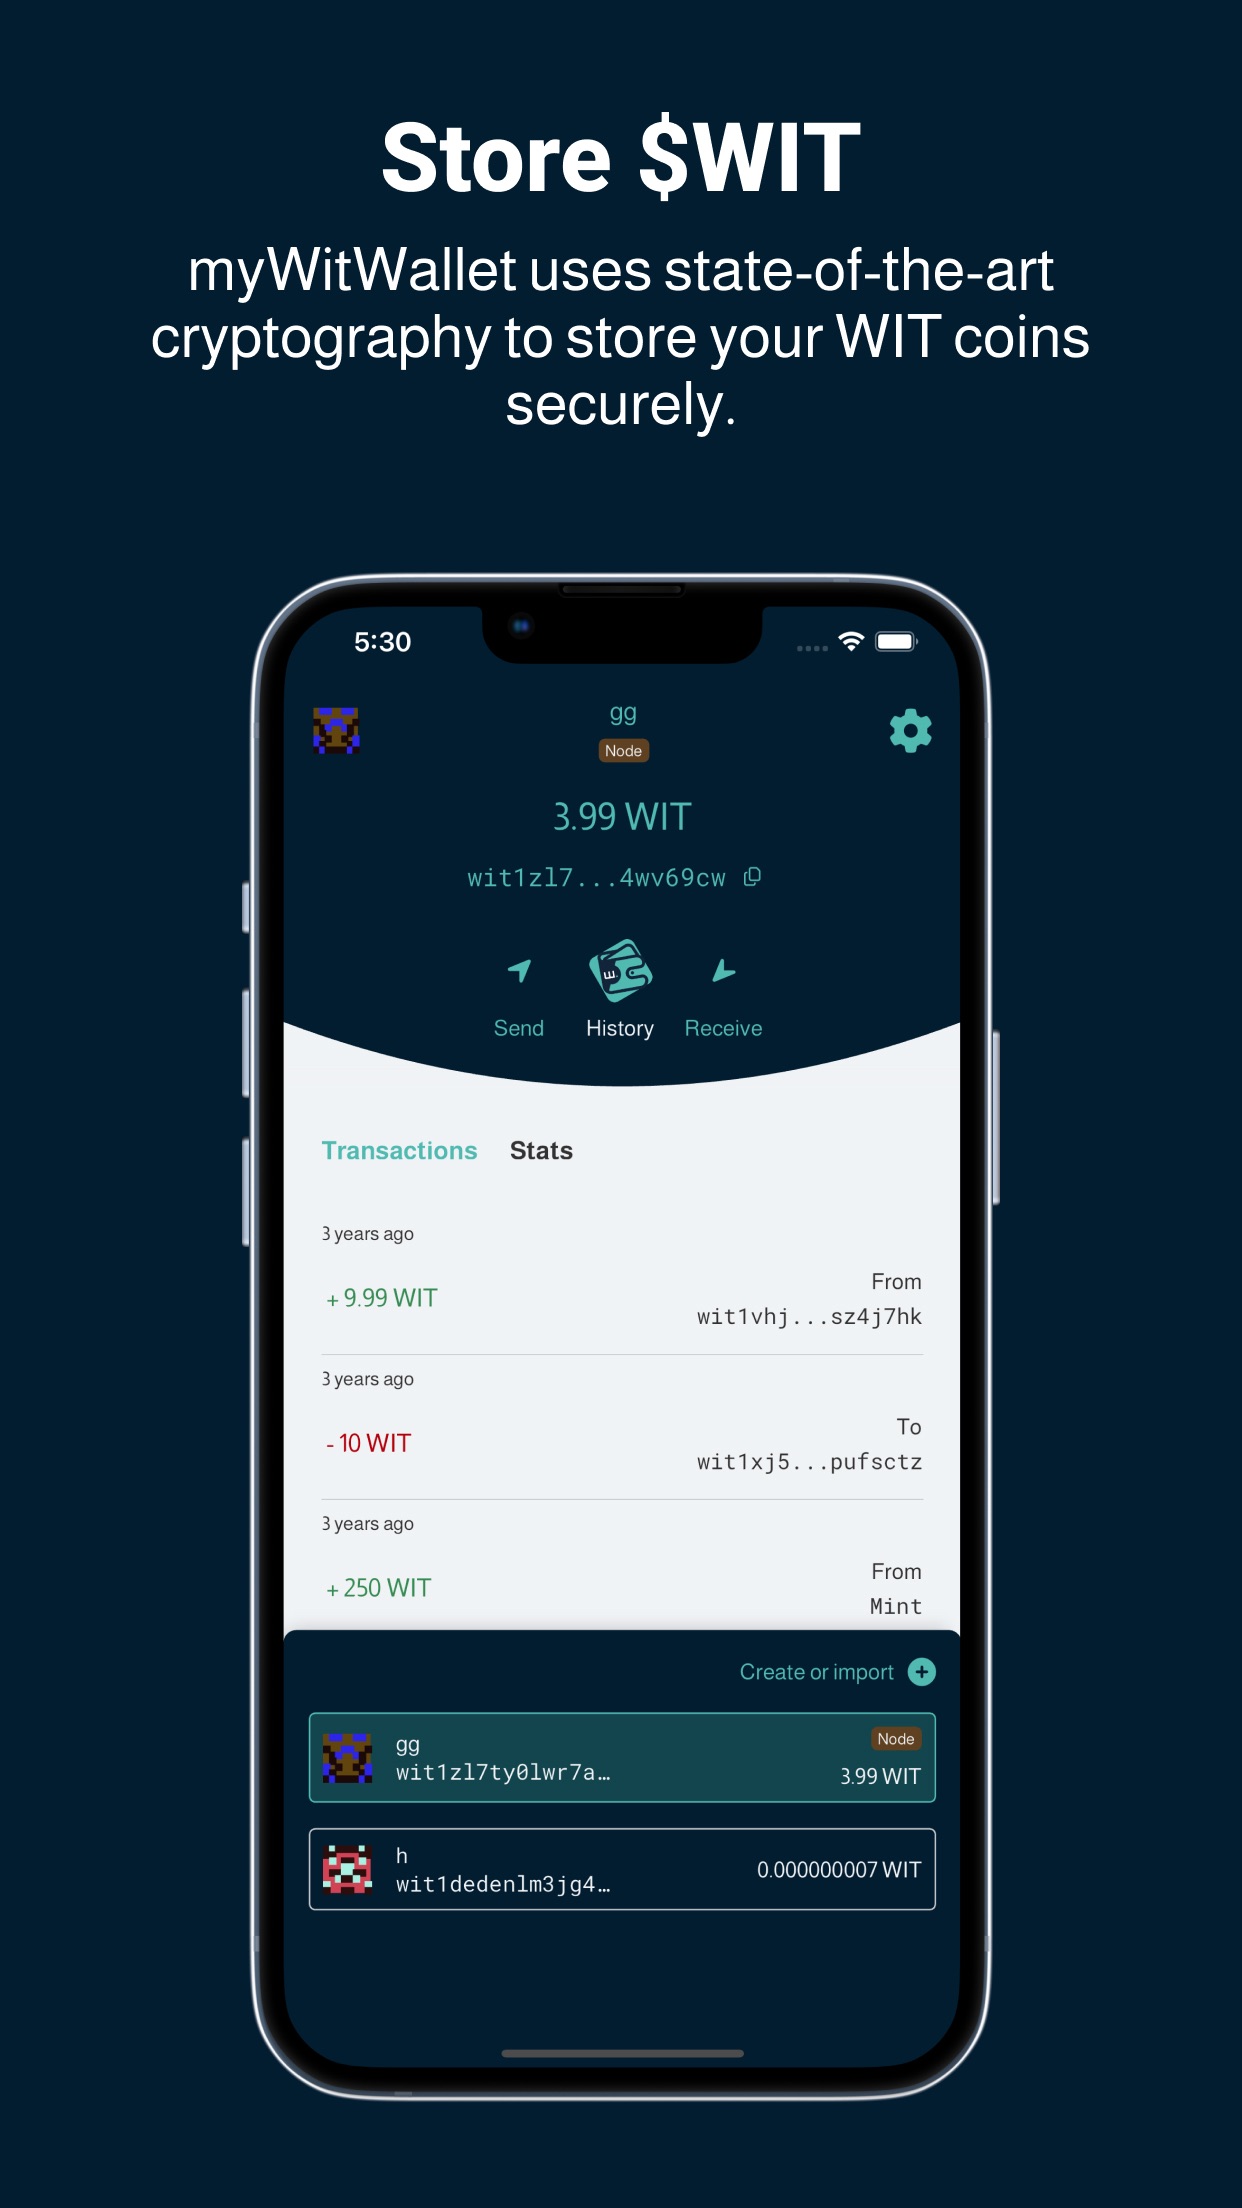 Store $WIT
myWitWallet uses state-of-the-art
cryptography to store your WIT coins
securely.
5:30
gg
Node
3.99 WIT
wit1zl7...4wv69cw
Send History Receive
Transactions Stats
3 years ago
+ 9.99 WIT
From
wit1vhj...sz4j7hk
3 years ago
- 10 WIT
To
wit1xj5...pufsctz
3 years ago
+ 250 WIT
From
Mint
Create or import
gg
Node
wit1zl7ty0lwr7a…
3.99 WIT
h
wit1dedenlm3jg4…
0.000000007 WIT